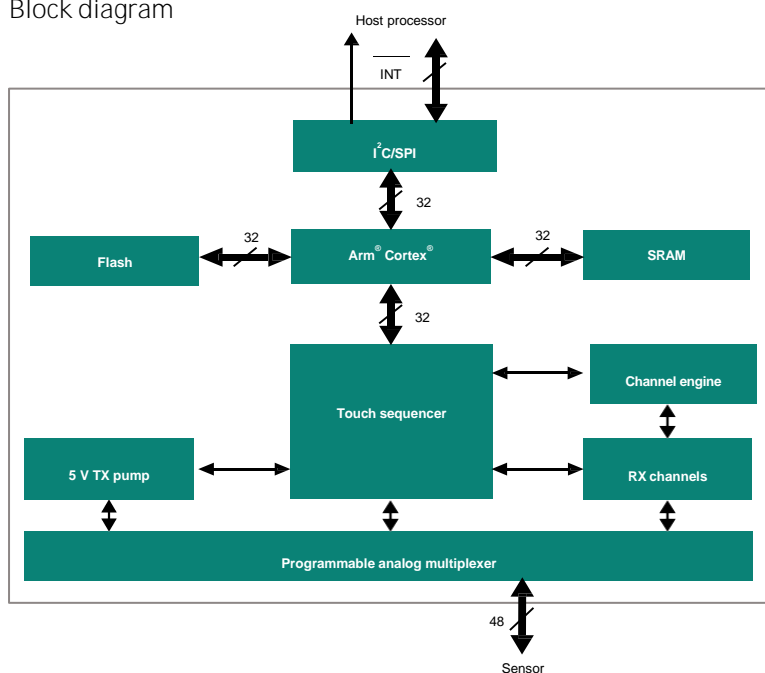 Block diagram
Host processor
INT
I²C/SPI
32
32
32
Flash
Arm® Cortex®
SRAM
32
Touch sequencer
Channel engine
5 V TX pump
RX channels
Programmable analog multiplexer
48
Sensor